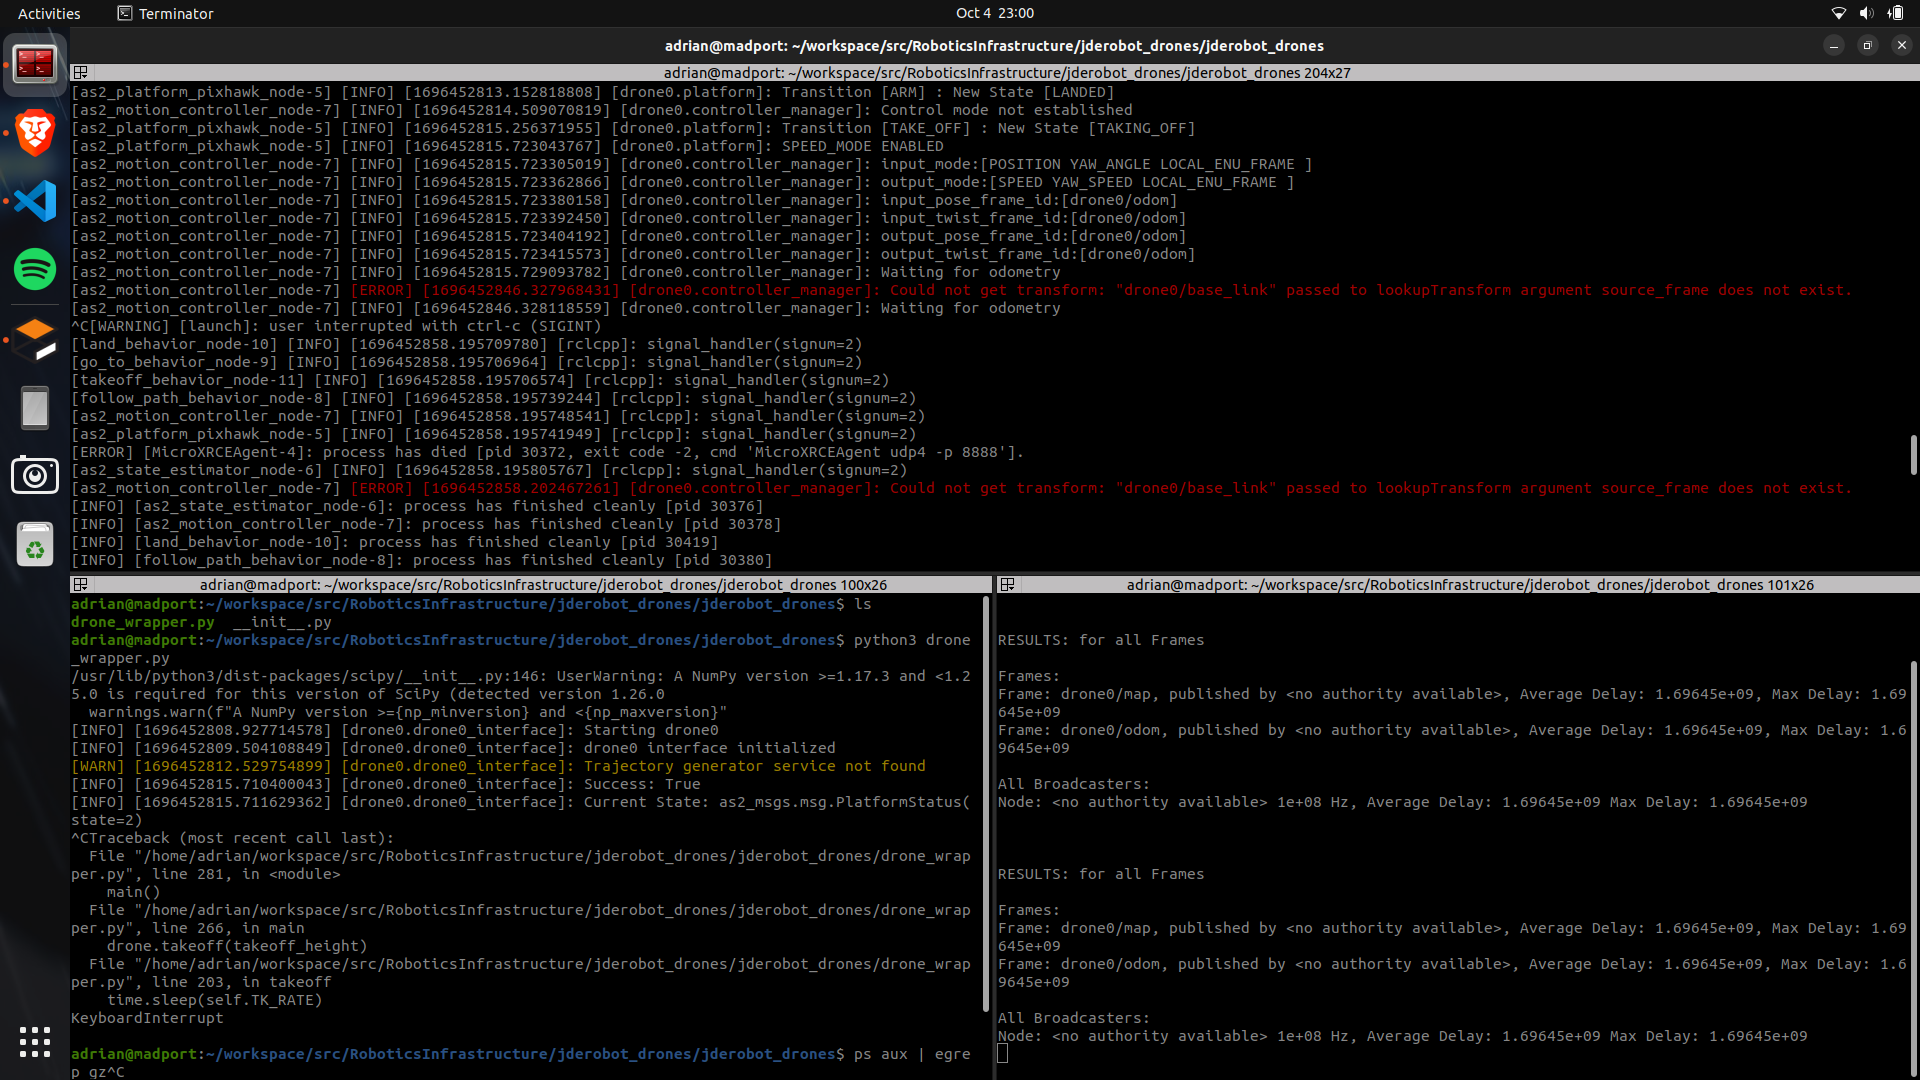 Activities
Terminator
Oct 4 23:00
adrian@madport: ~/workspace/src/RoboticsInfrastructure/jderobot_drones/jderobot_drones
adrian@madport: ~/workspace/src/RoboticsInfrastructure/jderobot_drones/jderobot_drones 204x27
[as2_platform_pixhawk_node-5] [INFO] [1696452813.152818808] [drone0.platform]: Transition [ARM] : New State [LANDED]
[as2_motion_controller_node-7] [INFO] [1696452814.509070819] [drone0.controller_manager]: Control mode not established
[as2_platform_pixhawk_node-5] [INFO] [1696452815.256371955] [drone0.platform]: Transition [TAKE_OFF] : New State [TAKING_OFF]
[as2_platform_pixhawk_node-5] [INFO] [1696452815.723043767] [drone0.platform]: SPEED_MODE ENABLED
[as2_motion_controller_node-7] [INFO] [1696452815.723305019] [drone0.controller_manager]: input_mode:[POSITION YAW_ANGLE LOCAL_ENU_FRAME ]
[as2_motion_controller_node-7] [INFO] [1696452815.723362866] [drone0.controller_manager]: output_mode:[SPEED YAW_SPEED LOCAL_ENU_FRAME ]
[as2_motion_controller_node-7] [INFO] [1696452815.723380158] [drone0.controller_manager]: input_pose_frame_id:[drone0/odom]
[as2_motion_controller_node-7] [INFO] [1696452815.723392450] [drone0.controller_manager]: input_twist_frame_id:[drone0/odom]
[as2_motion_controller_node-7] [INFO] [1696452815.723404192] [drone0.controller_manager]: output_pose_frame_id:[drone0/odom]
[as2_motion_controller_node-7] [INFO] [1696452815.723415573] [drone0.controller_manager]: output_twist_frame_id:[drone0/odom]
[as2_motion_controller_node-7] [INFO] [1696452815.729093782] [drone0.controller_manager]: Waiting for odometry
[as2_motion_controller_node-7] [ERROR] [1696452846.327968431] [drone0.controller_manager]: Could not get transform: "drone0/base_link" passed to lookupTransform argument source_frame does not exist.
[as2_motion_controller_node-7] [INFO] [1696452846.328118559] [drone0.controller_manager]: Waiting for odometry
^C[WARNING] [launch]: user interrupted with ctrl-c (SIGINT)
[land_behavior_node-10] [INFO] [1696452858.195709780] [rclcpp]: signal_handler(signum=2)
[go_to_behavior_node-9] [INFO] [1696452858.195706964] [rclcpp]: signal_handler(signum=2)
[takeoff_behavior_node-11] [INFO] [1696452858.195706574] [rclcpp]: signal_handler(signum=2)
[follow_path_behavior_node-8] [INFO] [1696452858.195739244] [rclcpp]: signal_handler(signum=2)
[as2_motion_controller_node-7] [INFO] [1696452858.195748541] [rclcpp]: signal_handler(signum=2)
[as2_platform_pixhawk_node-5] [INFO] [1696452858.195741949] [rclcpp]: signal_handler(signum=2)
[ERROR] [MicroXRCEAgent-4]: process has died [pid 30372, exit code -2, cmd 'MicroXRCEAgent udp4 -p 8888'].
[as2_state_estimator_node-6] [INFO] [1696452858.195805767] [rclcpp]: signal_handler(signum=2)
[as2_motion_controller_node-7] [ERROR] [1696452858.202467261] [drone0.controller_manager]: Could not get transform: "drone0/base_link" passed to lookupTransform argument source_frame does not exist.
[INFO] [as2_state_estimator_node-6]: process has finished cleanly [pid 30376]
[INFO] [as2_motion_controller_node-7]: process has finished cleanly [pid 30378]
[INFO] [land_behavior_node-10]: process has finished cleanly [pid 30419]
[INFO] [follow_path_behavior_node-8]: process has finished cleanly [pid 30380]
adrian@madport: ~/workspace/src/RoboticsInfrastructure/jderobot_drones/jderobot_drones 100x26
adrian@madport:~/workspace/src/RoboticsInfrastructure/jderobot_drones/jderobot_drones$ ls
drone_wrapper.py  __init__.py
adrian@madport:~/workspace/src/RoboticsInfrastructure/jderobot_drones/jderobot_drones$ python3 drone
_wrapper.py
/usr/lib/python3/dist-packages/scipy/__init__.py:146: UserWarning: A NumPy version >=1.17.3 and <1.2
5.0 is required for this version of SciPy (detected version 1.26.0
  warnings.warn(f"A NumPy version >={np_minversion} and <{np_maxversion}"
[INFO] [1696452808.927714578] [drone0.drone0_interface]: Starting drone0
[INFO] [1696452809.504108849] [drone0.drone0_interface]: drone0 interface initialized
[WARN] [1696452812.529754899] [drone0.drone0_interface]: Trajectory generator service not found
[INFO] [1696452815.710400043] [drone0.drone0_interface]: Success: True
[INFO] [1696452815.711629362] [drone0.drone0_interface]: Current State: as2_msgs.msg.PlatformStatus(
state=2)
^CTraceback (most recent call last):
  File "/home/adrian/workspace/src/RoboticsInfrastructure/jderobot_drones/jderobot_drones/drone_wrap
per.py", line 281, in <module>
    main()
  File "/home/adrian/workspace/src/RoboticsInfrastructure/jderobot_drones/jderobot_drones/drone_wrap
per.py", line 266, in main
    drone.takeoff(takeoff_height)
  File "/home/adrian/workspace/src/RoboticsInfrastructure/jderobot_drones/jderobot_drones/drone_wrap
per.py", line 203, in takeoff
    time.sleep(self.TK_RATE)
KeyboardInterrupt
adrian@madport:~/workspace/src/RoboticsInfrastructure/jderobot_drones/jderobot_drones$ ps aux | egre
p gz^C
adrian@madport: ~/workspace/src/RoboticsInfrastructure/jderobot_drones/jderobot_drones 101x26
RESULTS: for all Frames
Frames:
Frame: drone0/map, published by <no authority available>, Average Delay: 1.69645e+09, Max Delay: 1.69
645e+09
Frame: drone0/odom, published by <no authority available>, Average Delay: 1.69645e+09, Max Delay: 1.6
9645e+09
All Broadcasters:
Node: <no authority available> 1e+08 Hz, Average Delay: 1.69645e+09 Max Delay: 1.69645e+09
RESULTS: for all Frames
Frames:
Frame: drone0/map, published by <no authority available>, Average Delay: 1.69645e+09, Max Delay: 1.69
645e+09
Frame: drone0/odom, published by <no authority available>, Average Delay: 1.69645e+09, Max Delay: 1.6
9645e+09
All Broadcasters:
Node: <no authority available> 1e+08 Hz, Average Delay: 1.69645e+09 Max Delay: 1.69645e+09